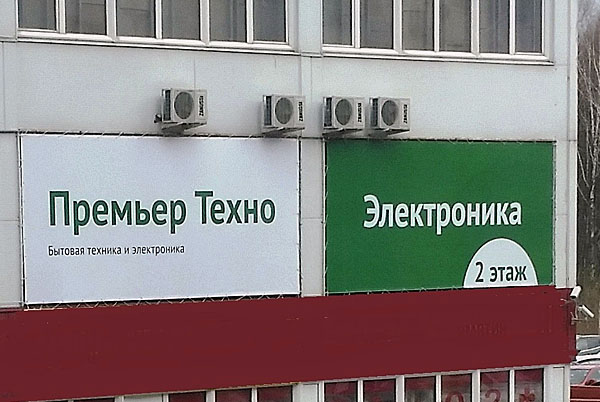 Премьер Техно
Бытовая техника и электроника
Электроника
2 этаж